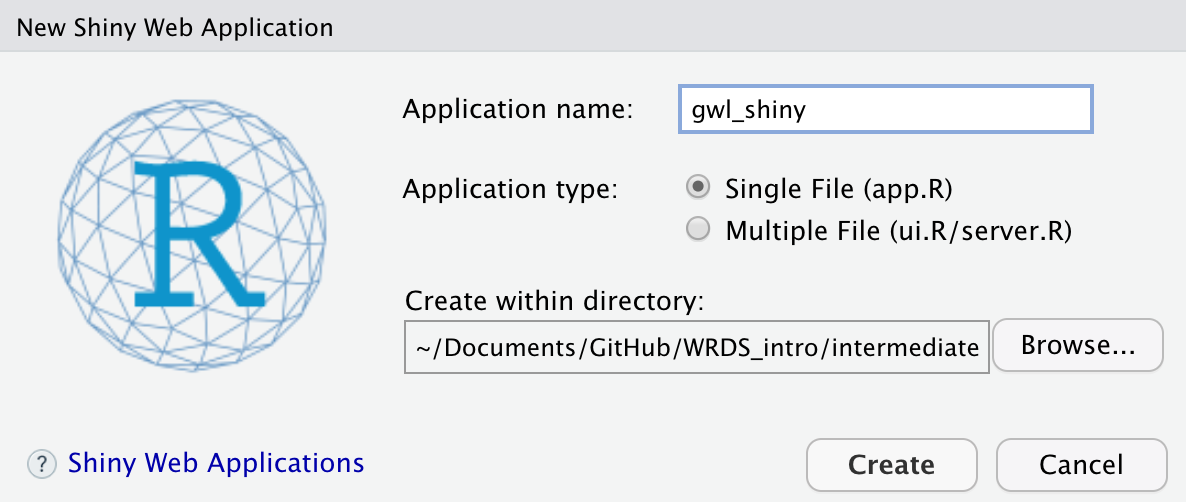 New Shiny Web Application
Application name:
gwl_shiny
R
Application type:
Single File (app.R)
Multiple File (ui.R/server.R)
Create within directory:
~/Documents/GitHub/WRDS_intro/intermediate
Browse...
? Shiny Web Applications
Create
Cancel